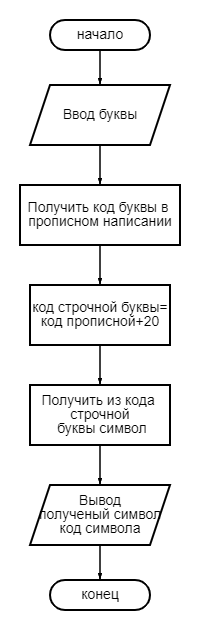 начало
Ввод буквы
Получить код буквы в
прописном написании
код строчной буквы=
код прописной+20
Получить из кода
строчной
буквы символ
Вывод
полученый символ
код символа
конец